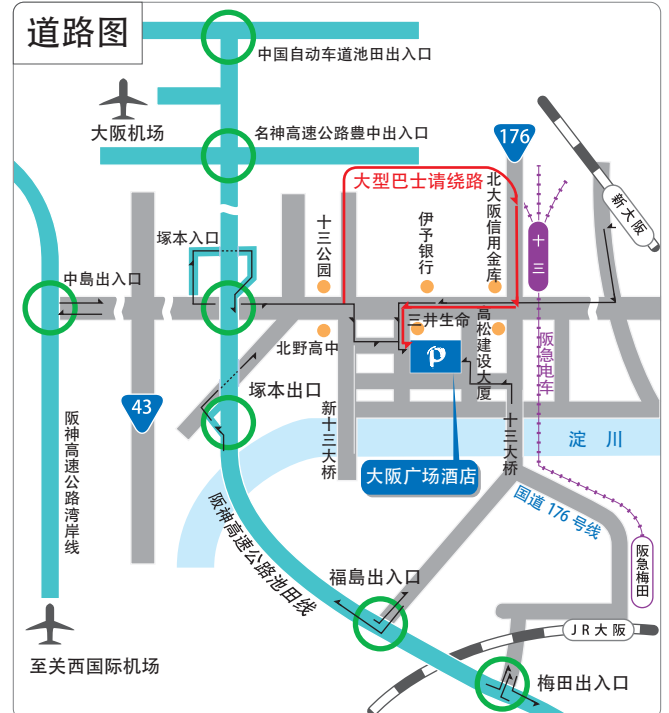 道路图
中国自动车道池田出入口
大阪机场
名神高速公路豊中出入口
176
大型巴士请绕路
北大阪信用金库
新大阪
塚本入口
十三公园
伊予银行
十三
中島出入口
三井生命
北野高中
高松建设大厦
阪急电车
P
塚本出口
43
新十三大桥
十三大桥
淀川
阪神高速公路湾岸线
大阪广场酒店
国道176号线
阪神高速公路池田线
阪急梅田
福島出入口
JR大阪
至关西国际机场
梅田出入口